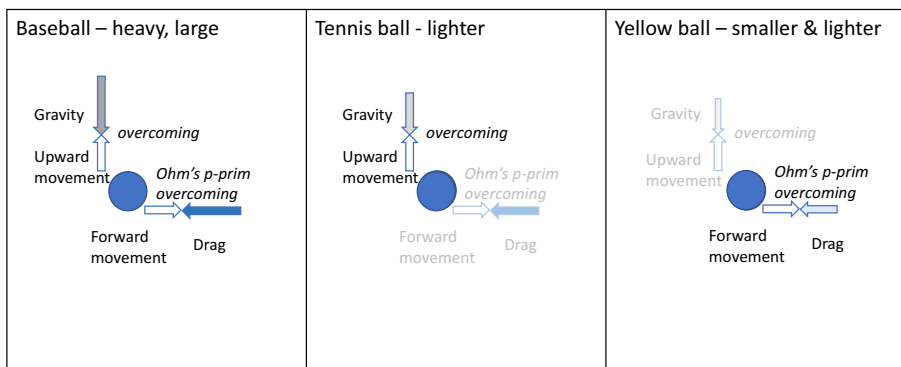 Baseball – heavy, large
Gravity
overcoming
Upward
movement
Ohm's p-prim
overcoming
Forward
movement
Drag
Tennis ball - lighter
Gravity
overcoming
Upward
movement
Ohm's p-prim
overcoming
Forward
movement
Drag
Yellow ball – smaller & lighter
Gravity
overcoming
Upward
movement
Ohm's p-prim
overcoming
Forward
movement
Drag